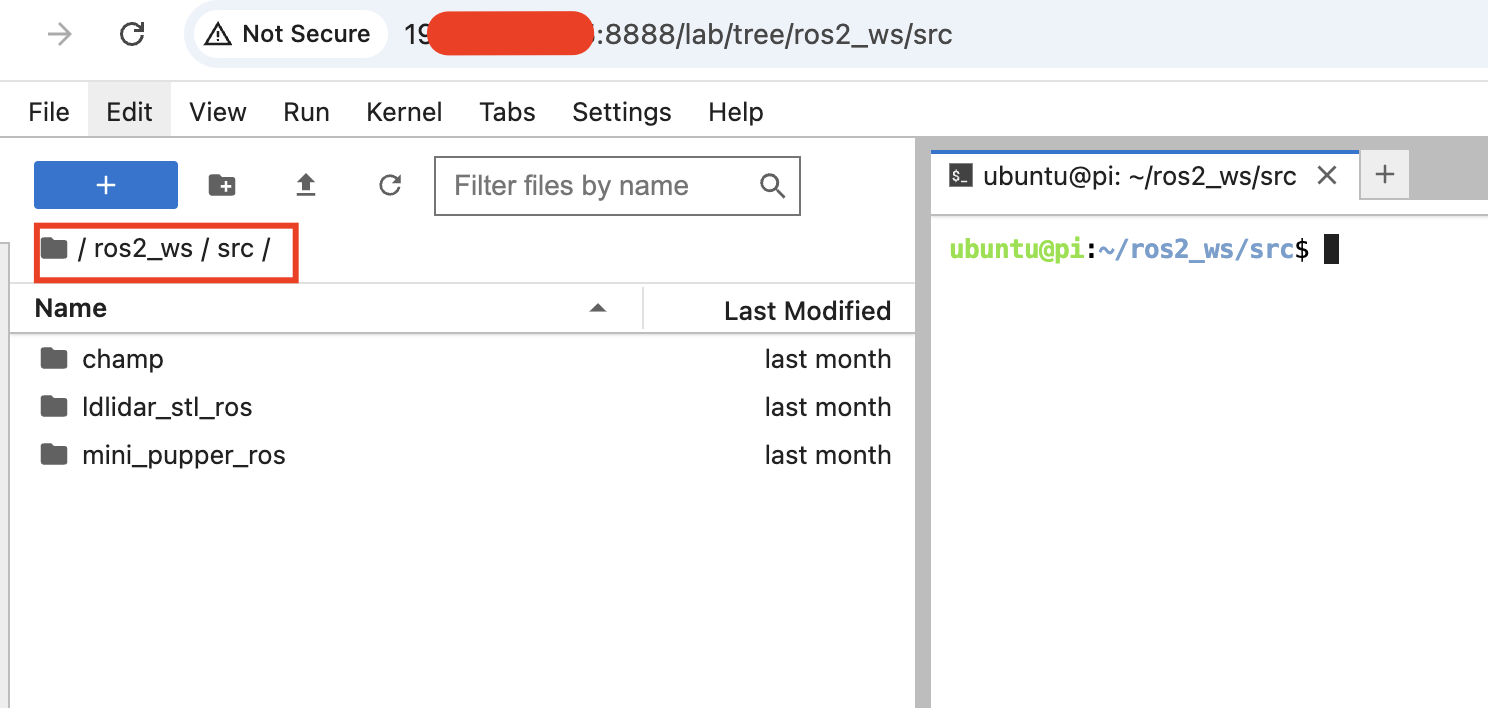 Not Secure 19 :8888/lab/tree/ros2_ws/src
File Edit View Run Kernel Tabs Settings Help
+
Filter files by name
/ ros2_ws / src /
Name Last Modified
champ last month
ldlidar_stl_ros last month
mini_pupper_ros last month
$_ ubuntu@pi: ~/ros2_ws/src × +
ubuntu@pi:~/ros2_ws/src$